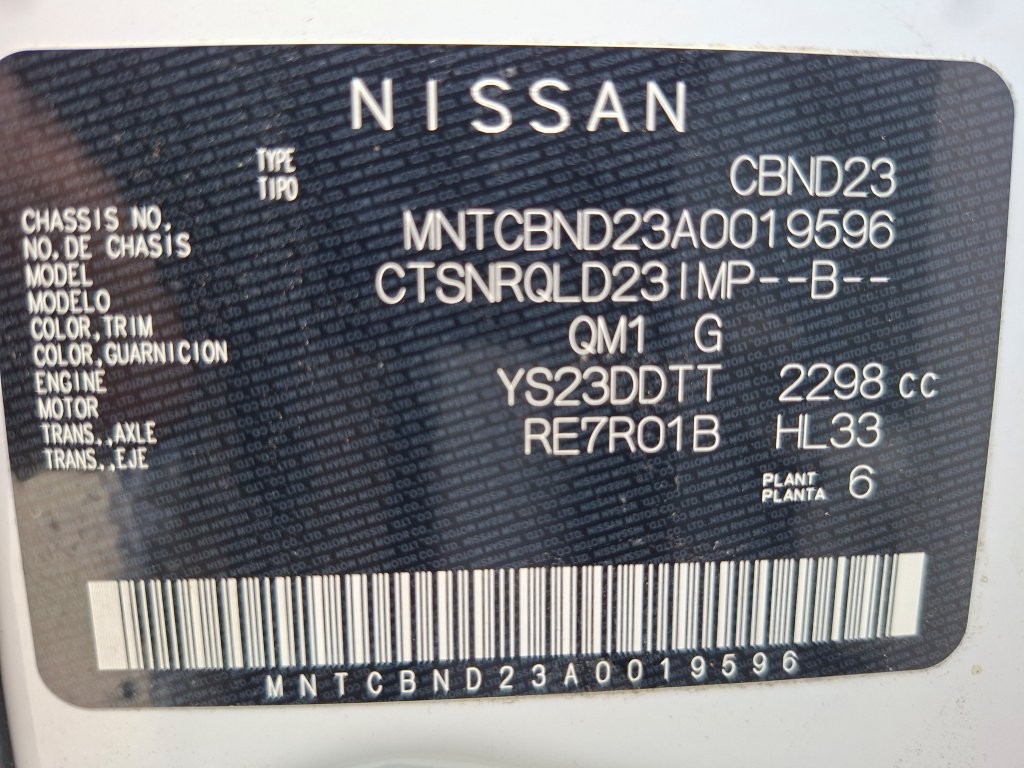 NISSAN
TYPE
TIPO CBND23
CHASSIS NO.
NO.DE CHASIS MNTCBND23A0019596
MODEL
MODELO CTSNRQLD23IMP--B--
COLOR,TRIM
COLOR,GUARNICION QM1 G
ENGINE
MOTOR YS23DDTT 2298 cc
TRANS.,AXLE
TRANS.,EJE RE7R01B HL33
PLANT
PLANTA 6
MNTCBND23A0019596